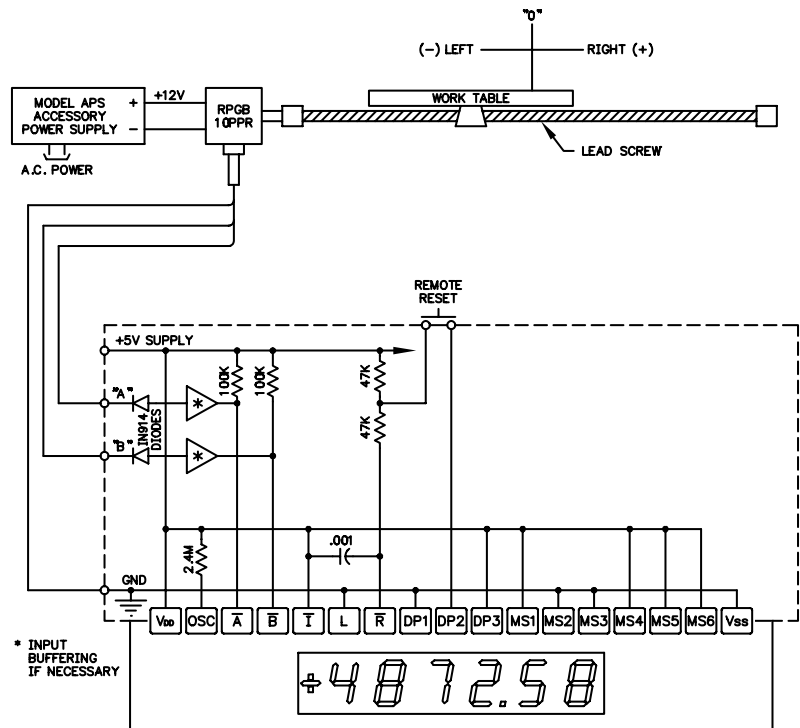 "0"
(-) LEFT
RIGHT (+)
MODEL APS
ACCESSORY
POWER SUPPLY
+
-
+12V
RPGB
10PPR
WORK TABLE
A.C. POWER
LEAD SCREW
REMOTE
RESET
+5V SUPPLY
"A"
"B"
IN914
DIODES
*
*
100K
100K
47K
47K
2.4M
.001
GND
VDD
OSC
A̅
B̅
I̅
L
R̅
DP1
DP2
DP3
MS1
MS2
MS3
MS4
MS5
MS6
Vss
* INPUT
BUFFERING
IF NECESSARY
+4872.58